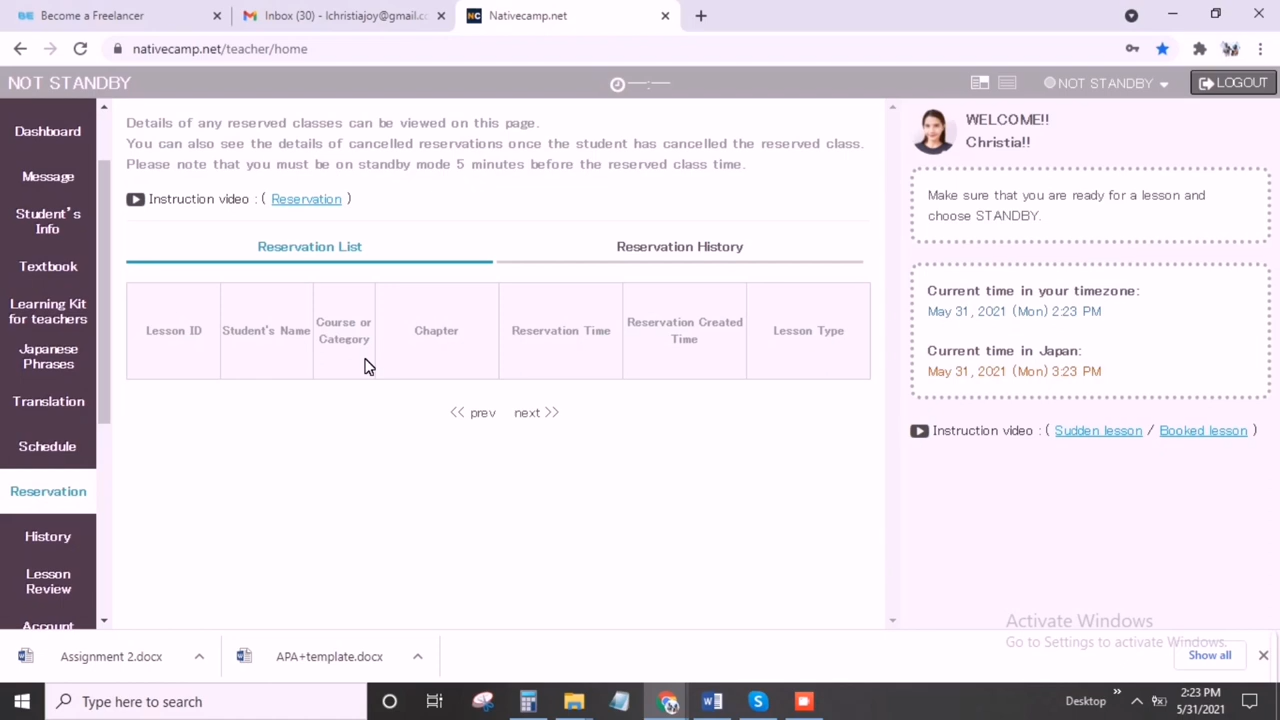 Become a Freelancer
Inbox (30) - lchristiajoy@gmail.cc
Nativecamp.net
nativecamp.net/teacher/home
NOT STANDBY
NOT STANDBY
LOGOUT
Dashboard
Message
Student's
Info
Textbook
Learning Kit
for teachers
Japanese
Phrases
Translation
Schedule
Reservation
History
Lesson
Review
Account
Details of any reserved classes can be viewed on this page.
You can also see the details of cancelled reservations once the student has cancelled the reserved class.
Please note that you must be on standby mode 5 minutes before the reserved class time.
Instruction video : ( Reservation )
Reservation List
Reservation History
Lesson ID
Student's Name
Course or
Category
Chapter
Reservation Time
Reservation Created
Time
Lesson Type
<< prev next >>
WELCOME!!
Christia!!
Make sure that you are ready for a lesson and
choose STANDBY.
Current time in your timezone:
May 31, 2021 (Mon) 2:23 PM
Current time in Japan:
May 31, 2021 (Mon) 3:23 PM
Instruction video : ( Sudden lesson / Booked lesson )
Activate Windows
Go to Settings to activate Windows.
Assignment 2.docx
APA+template.docx
Show all
Type here to search
Desktop
2:23 PM
5/31/2021